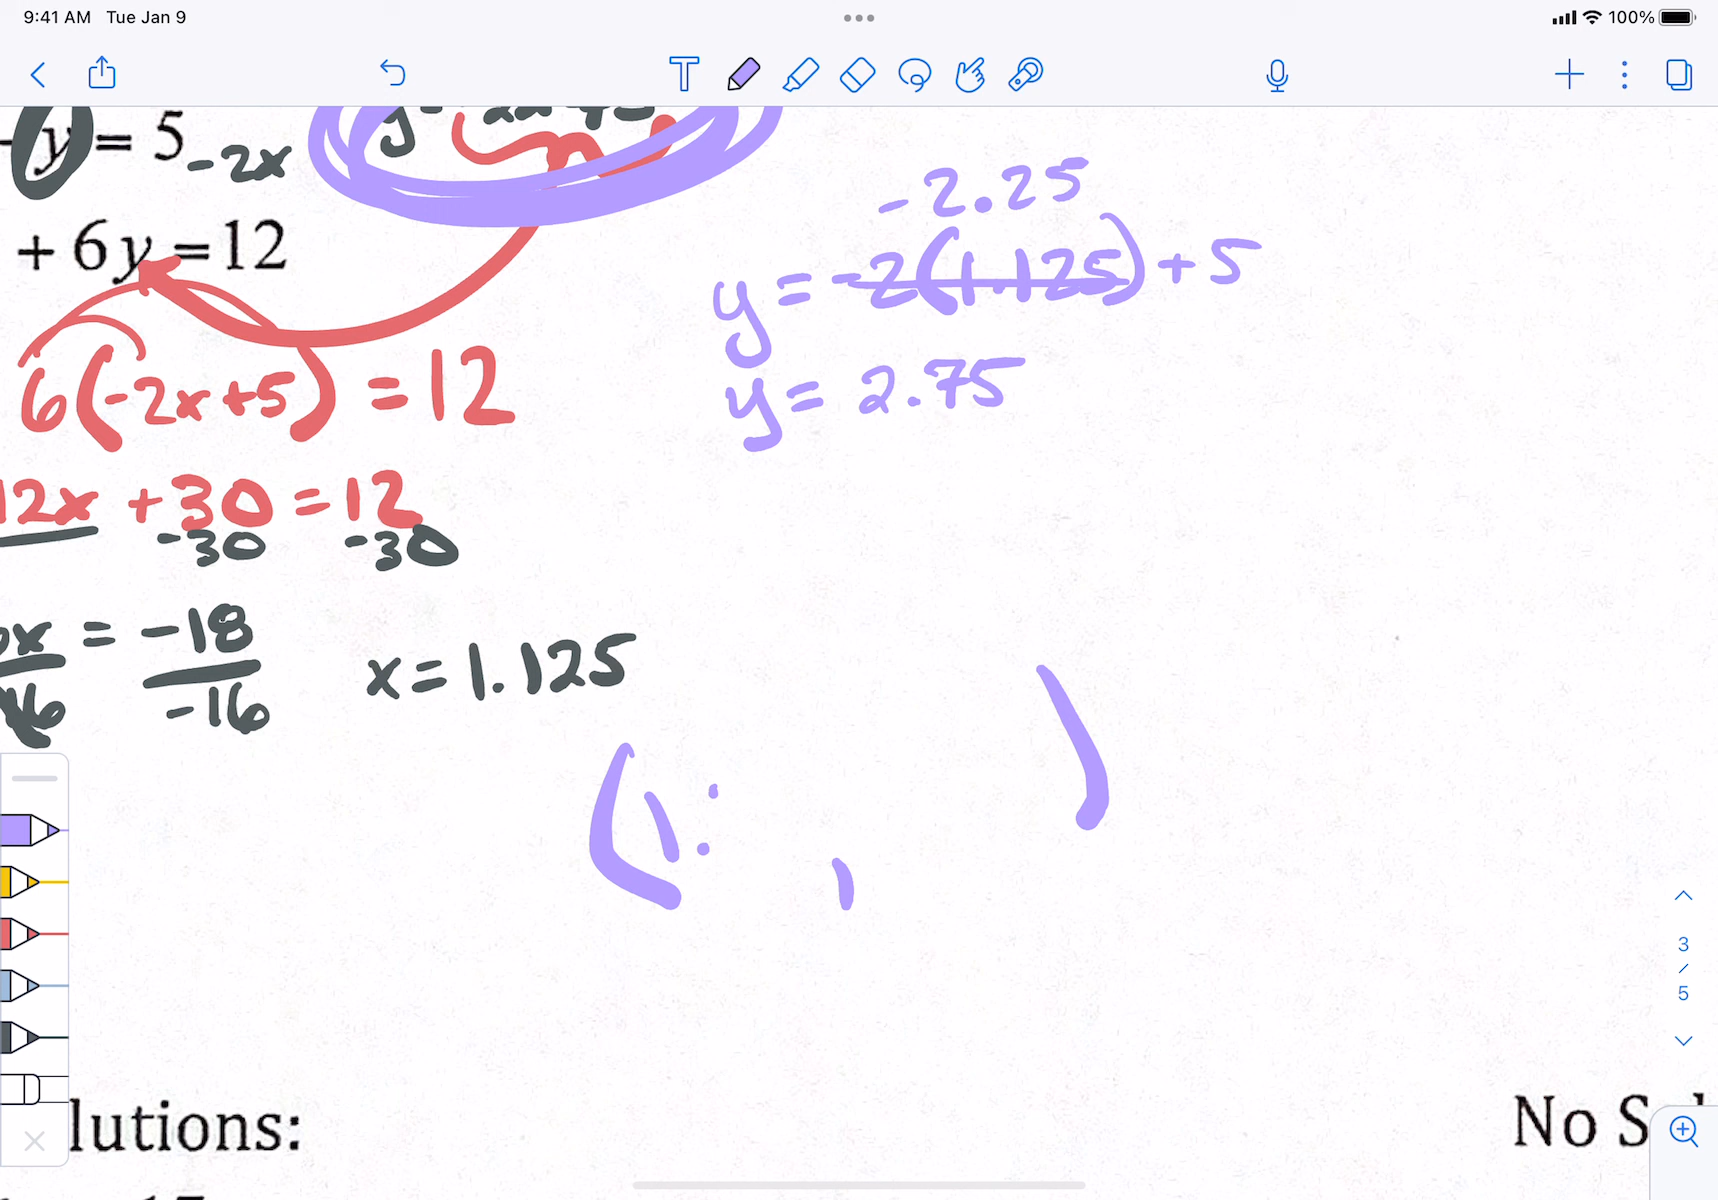 9:41 AM Tue Jan 9
100%
y = 5
-2x
+ 6y = 12
-2.25
y = -2(1.125) + 5
y = 2.75
6(-2x+5) = 12
12x + 30 = 12
-30 -30
x = -18
-16
x = 1.125
(1. , )
3
/
5
lutions:
No S